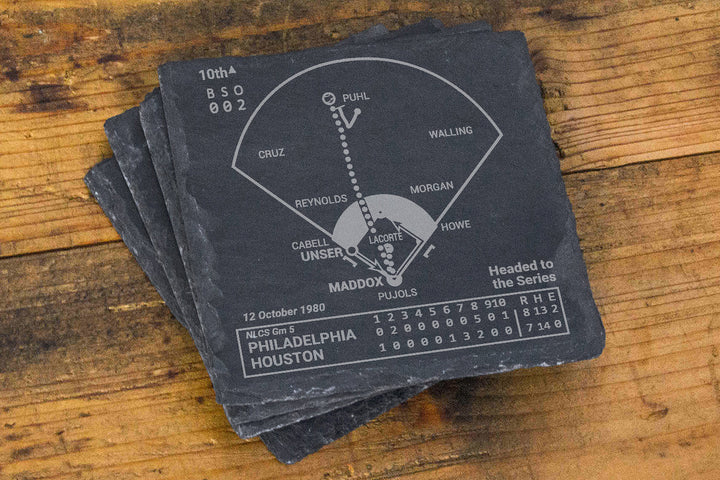 10th▲
B S O
0 0 2
PUHL
WALLING
CRUZ
MORGAN
REYNOLDS
HOWE
LACORTE
CABELL
UNSER
MADDOX
PUJOLS
Headed to
the Series
12 October 1980
NLCS Gm 5
1 2 3 4 5 6 7 8 9 10 R H E
PHILADELPHIA 0 2 0 0 0 0 0 5 0 1 8 13 2
HOUSTON 1 0 0 0 0 1 3 2 0 0 7 14 0